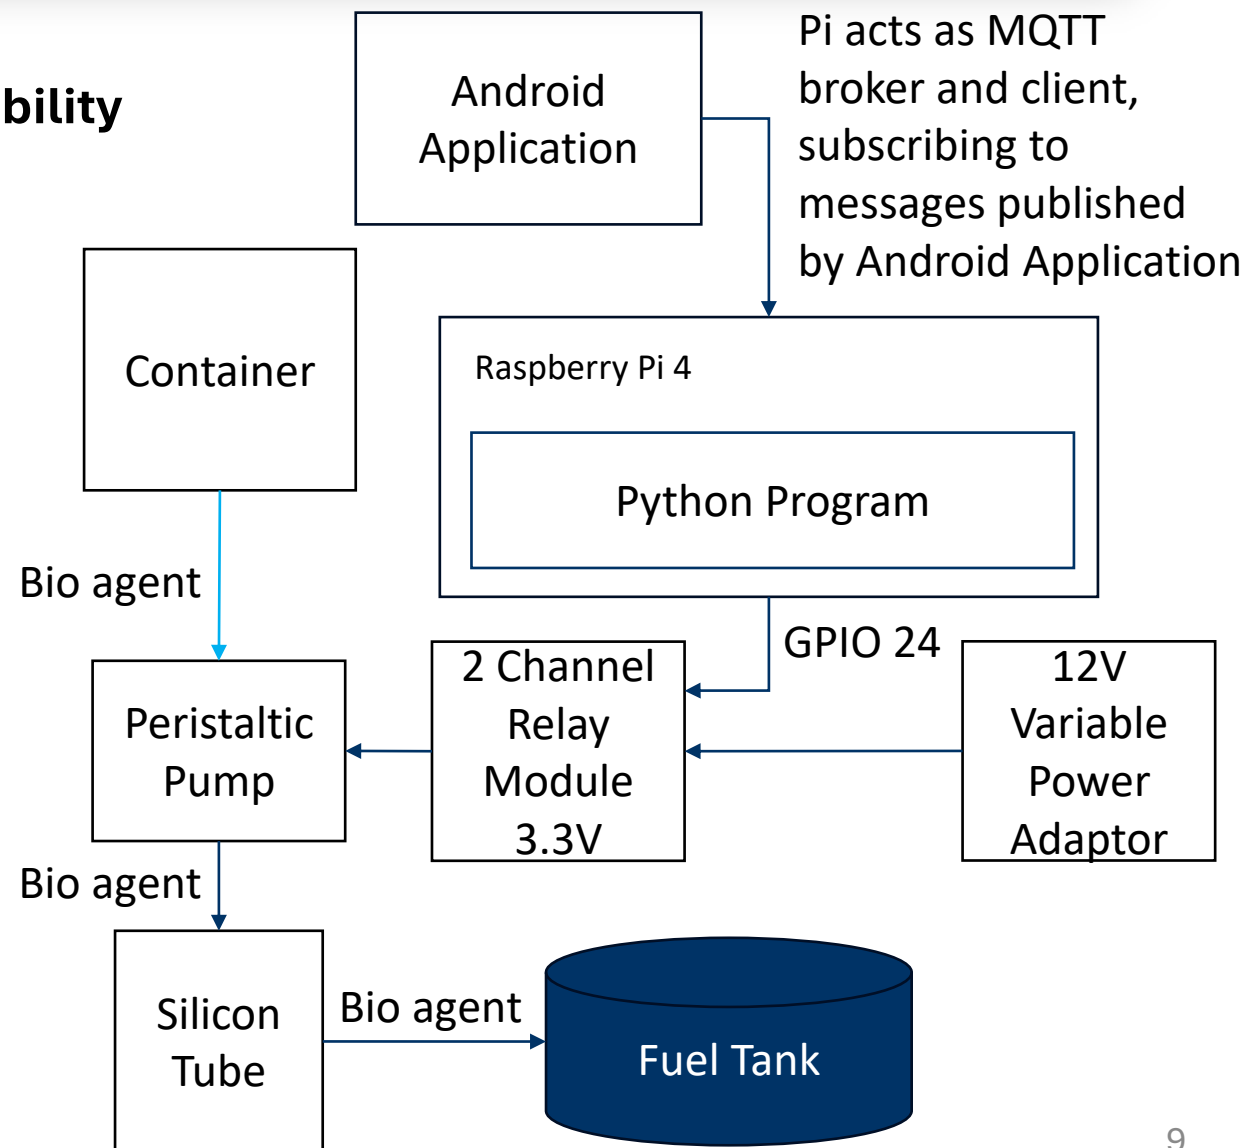 bility
Android
Application
Pi acts as MQTT
broker and client,
subscribing to
messages published
by Android Application
Container
Raspberry Pi 4
Python Program
Bio agent
GPIO 24
Peristaltic
Pump
2 Channel
Relay
Module
3.3V
12V
Variable
Power
Adaptor
Bio agent
Silicon
Tube
Bio agent
Fuel Tank
9